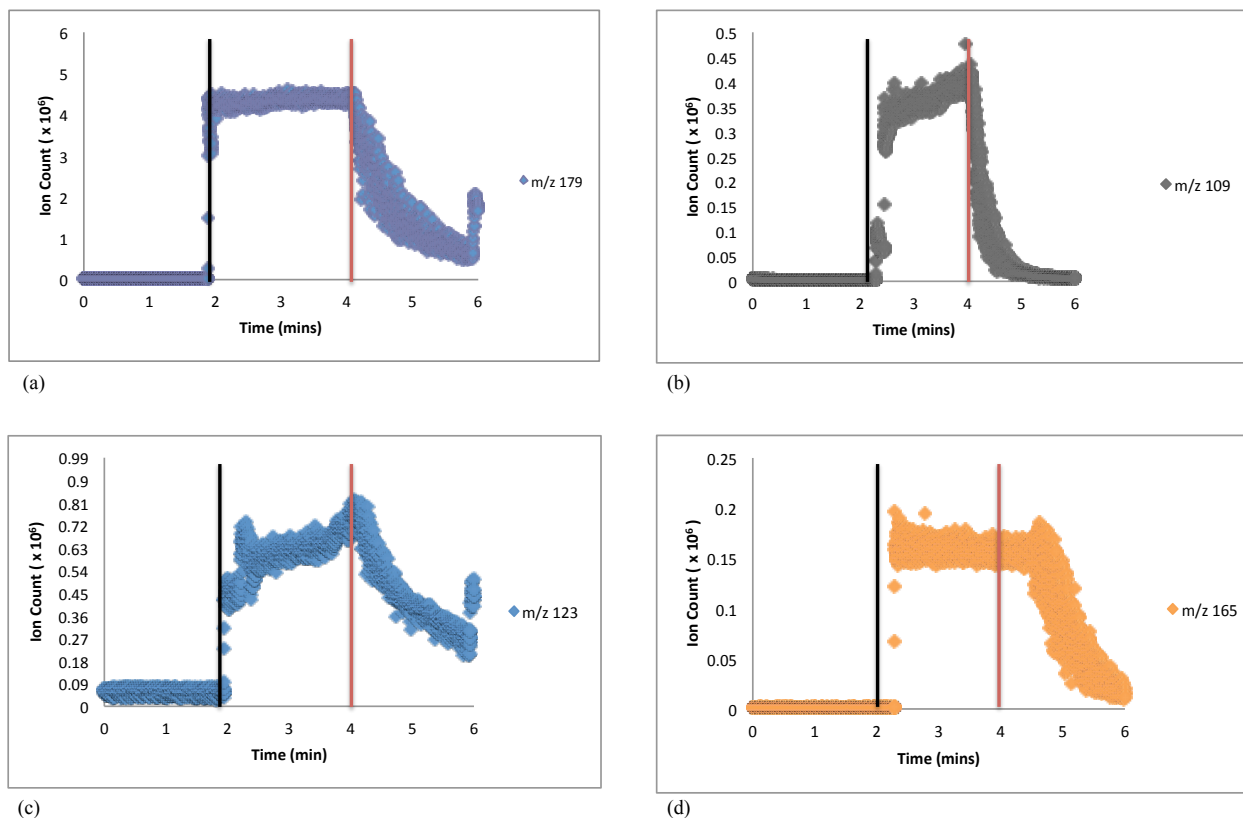 6
5
4
3
2
1
0
Ion Count ( x 10⁶)
0 1 2 3 4 5 6
Time (mins)
m/z 179
(a)
0.5
0.45
0.4
0.35
0.3
0.25
0.2
0.15
0.1
0.05
0
Ion Count ( x 10⁶)
0 1 2 3 4 5 6
Time (mins)
m/z 109
(b)
0.99
0.9
0.81
0.72
0.63
0.54
0.45
0.36
0.27
0.18
0.09
0
Ion Count ( x 10⁶)
0 1 2 3 4 5 6
Time (min)
m/z 123
(c)
0.25
0.2
0.15
0.1
0.05
0
Ion Count ( x 10⁶)
0 1 2 3 4 5 6
Time (mins)
m/z 165
(d)